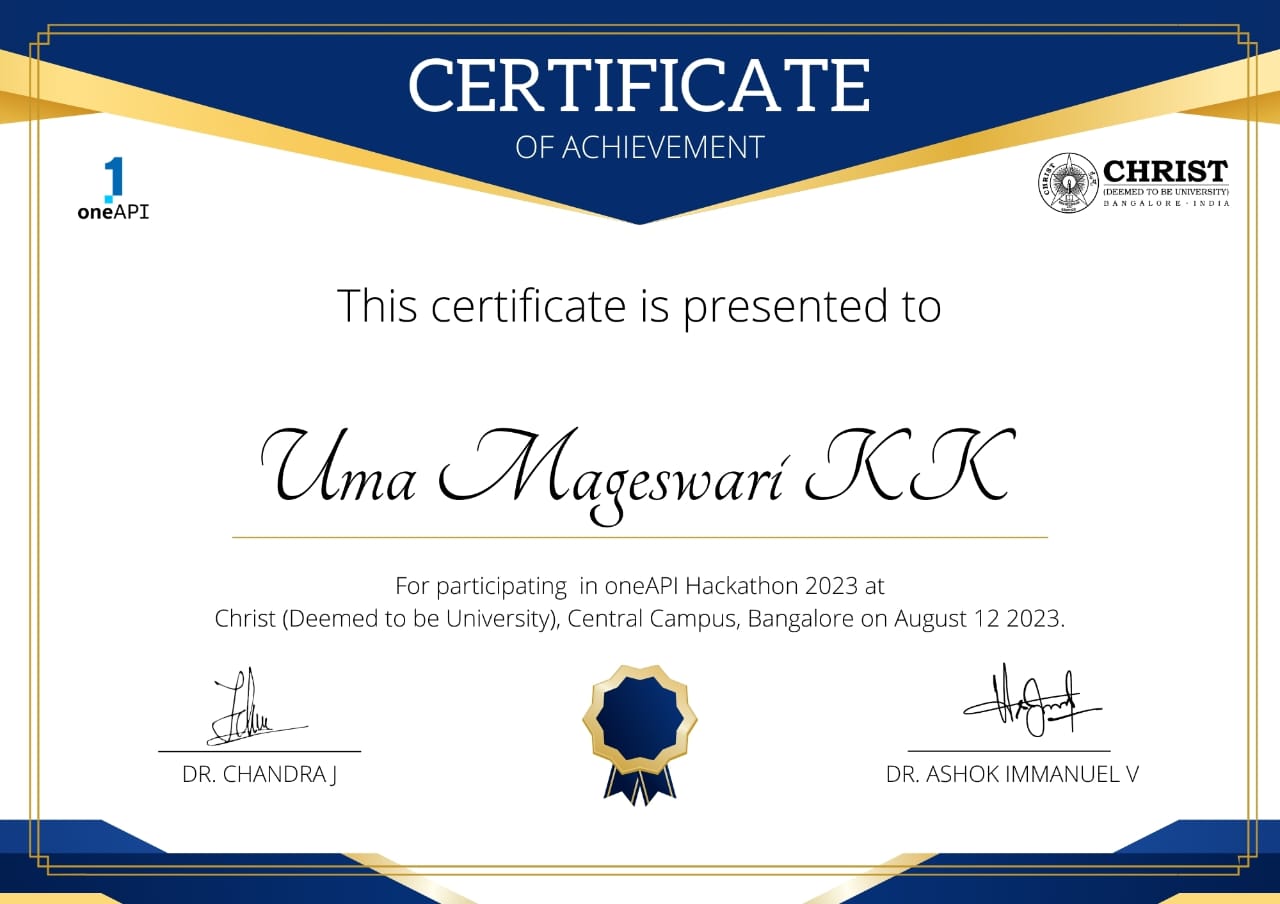 CERTIFICATE
OF ACHIEVEMENT
1
oneAPI
CHRIST
(DEEMED TO BE UNIVERSITY)
BANGALORE · INDIA
This certificate is presented to
Uma Mageswari KK
For participating in oneAPI Hackathon 2023 at
Christ (Deemed to be University), Central Campus, Bangalore on August 12 2023.
DR. CHANDRA J
DR. ASHOK IMMANUEL V